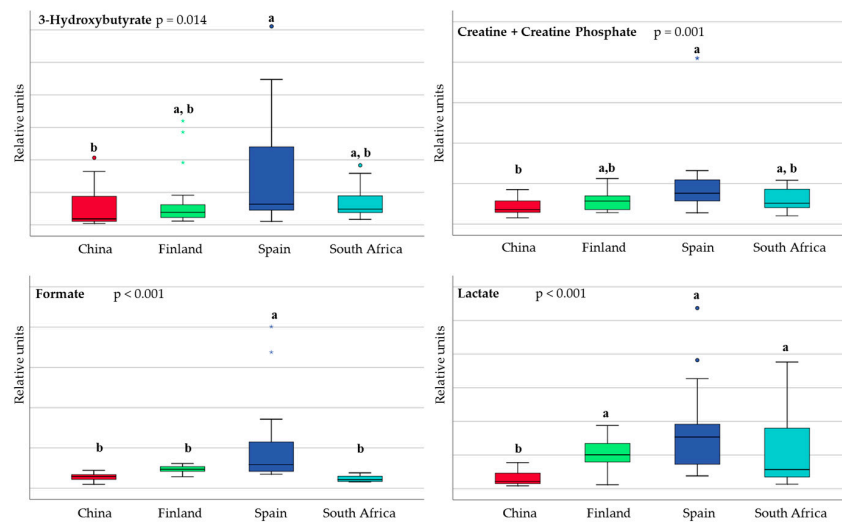 3-Hydroxybutyrate p = 0.014
a
a, b
b
a, b
Relative units
China Finland Spain South Africa
Creatine + Creatine Phosphate p = 0.001
a
b
a,b
a, b
Relative units
China Finland Spain South Africa
Formate p < 0.001
a
b
b
b
Relative units
China Finland Spain South Africa
Lactate p < 0.001
a
a
a
b
Relative units
China Finland Spain South Africa